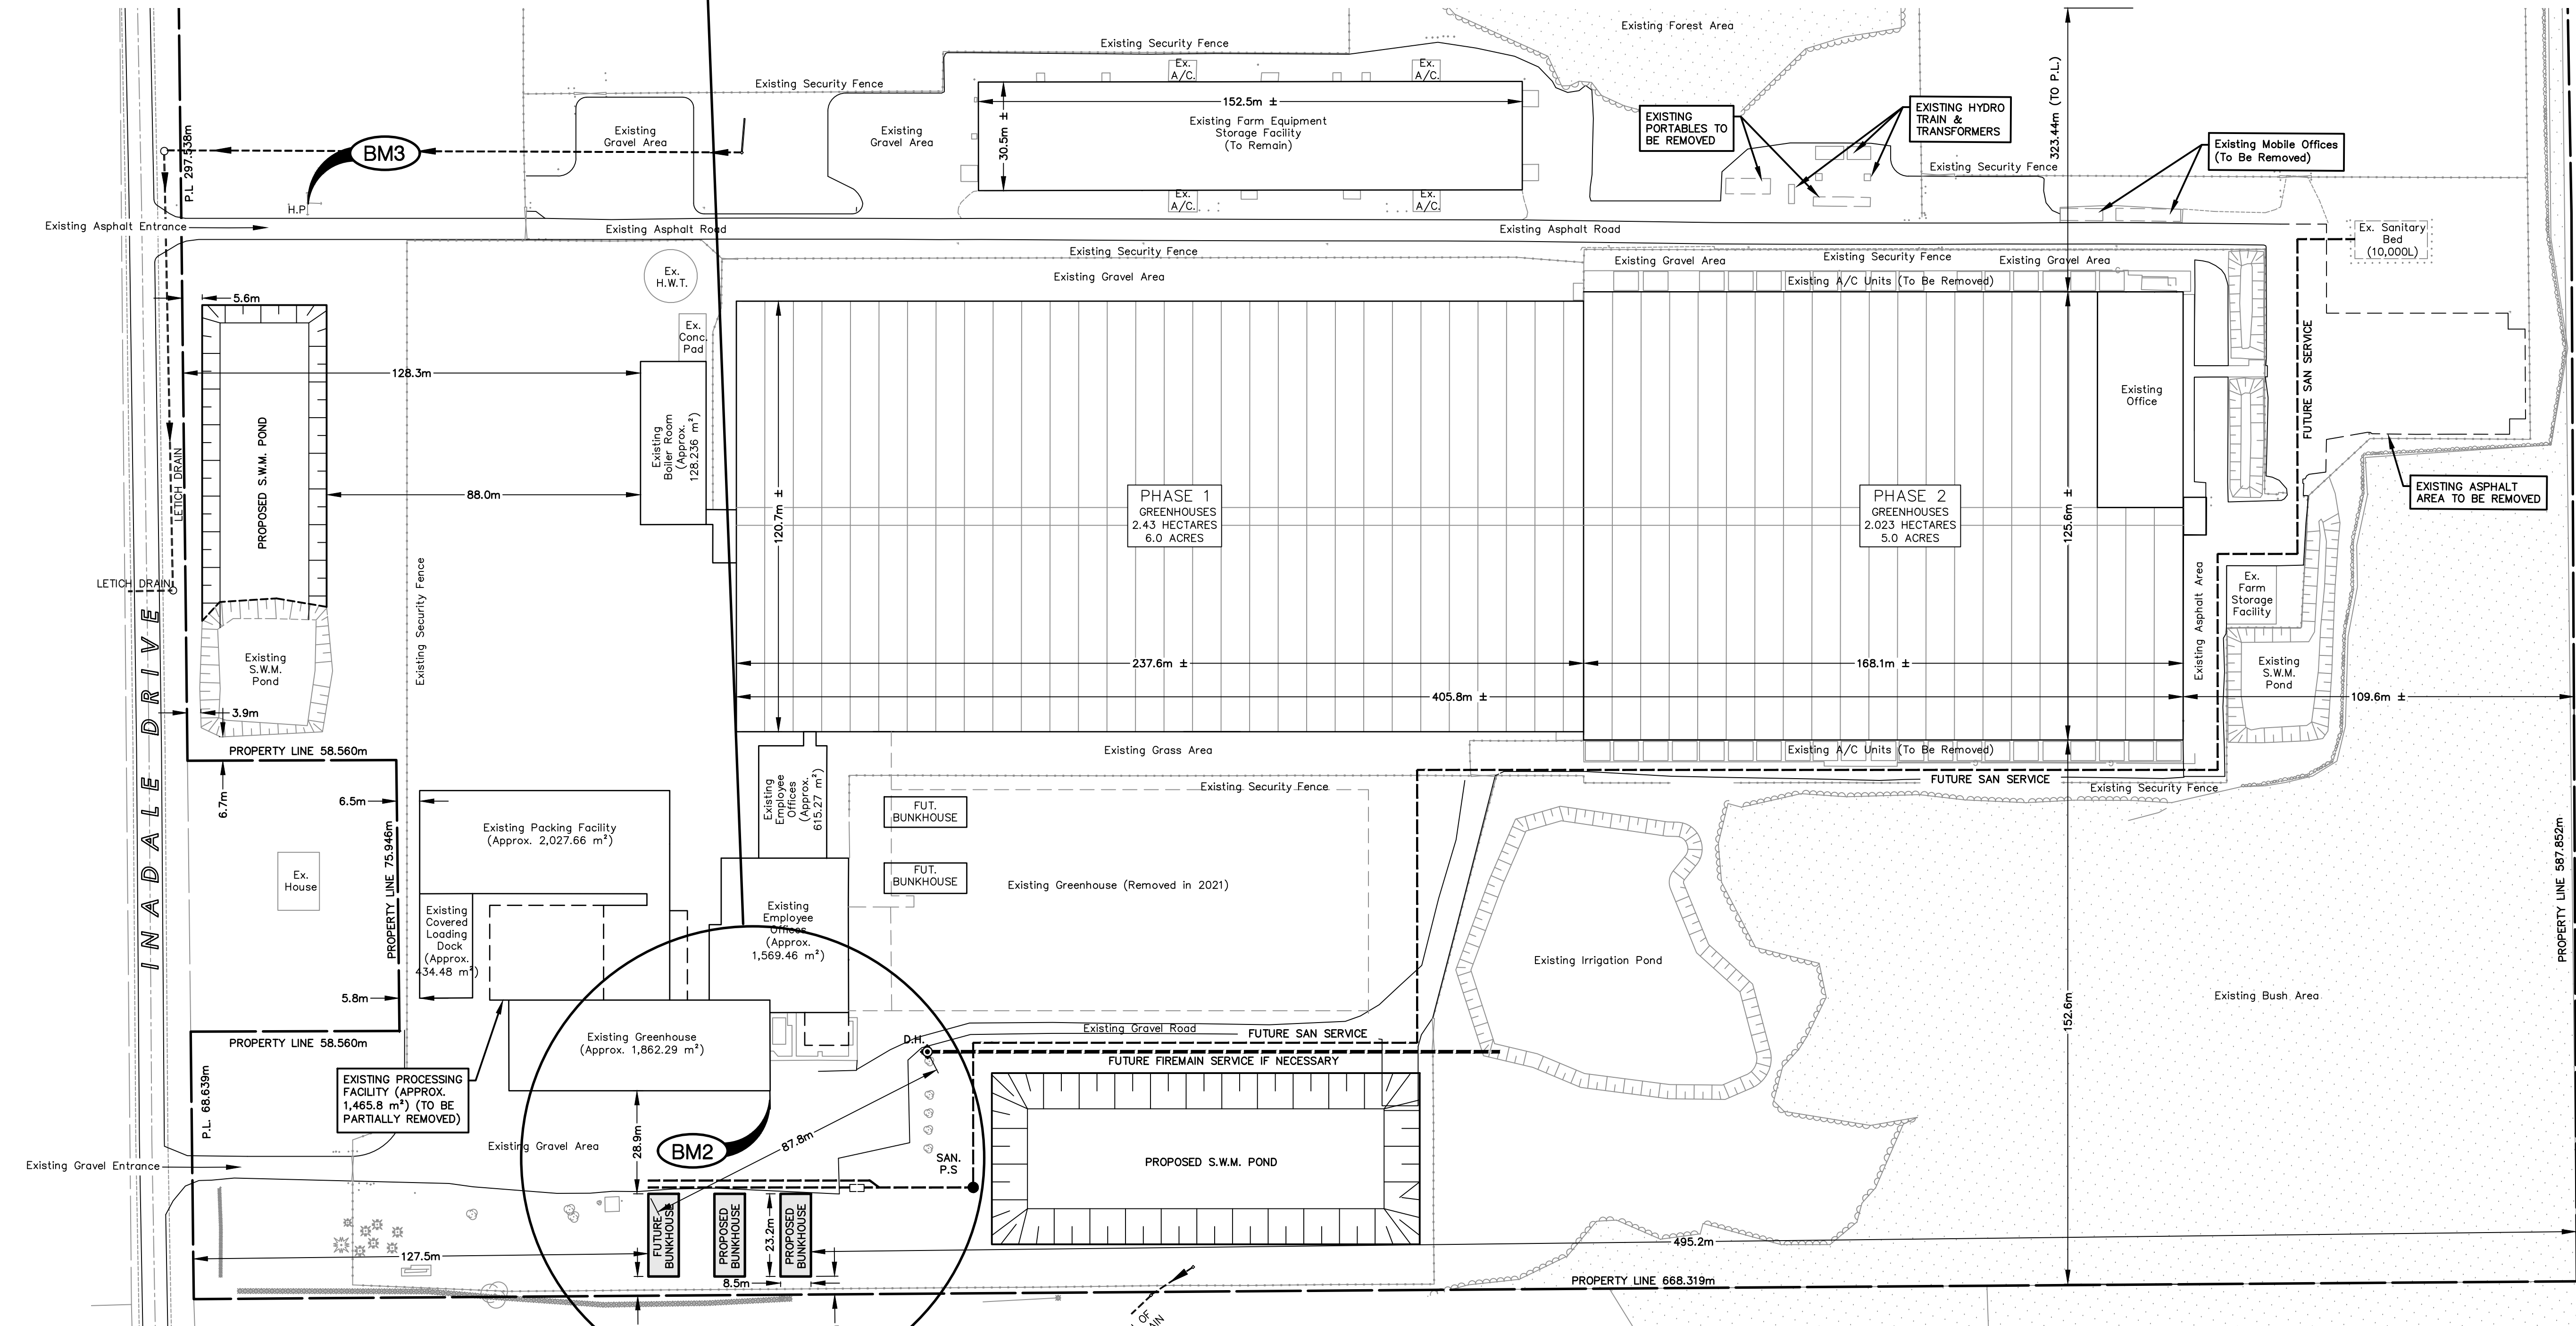 Existing Forest Area
Existing Security Fence
Ex.
A/C.
Ex.
A/C.
Existing Security Fence
152.5m ±
30.5m ±
Existing Farm Equipment
Storage Facility
(To Remain)
Existing
Gravel Area
Existing
Gravel Area
EXISTING
PORTABLES TO
BE REMOVED
EXISTING HYDRO
TRAIN &
TRANSFORMERS
323.44m (TO P.L.)
Existing Mobile Offices
(To Be Removed)
Existing Security Fence
P.L 297.538m
BM3
H.P.
Ex.
A/C.
Ex.
A/C.
Existing Asphalt Entrance
Existing Asphalt Road
Existing Asphalt Road
Ex. Sanitary
Bed
(10,000L)
Existing Security Fence
Existing Gravel Area
Existing Gravel Area
Existing Security Fence
Existing Gravel Area
Existing A/C Units (To Be Removed)
Ex.
H.W.T.
5.6m
Ex.
Conc.
Pad
128.3m
PROPOSED S.W.M. POND
LETICH DRAIN
LETICH DRAIN
88.0m
Existing
Boiler Room
(Approx.
128.236 m²)
120.7m ±
PHASE 1
GREENHOUSES
2.43 HECTARES
6.0 ACRES
PHASE 2
GREENHOUSES
2.023 HECTARES
5.0 ACRES
125.6m ±
Existing
Office
FUTURE SAN SERVICE
EXISTING ASPHALT
AREA TO BE REMOVED
Existing Security Fence
INADALE DRIVE
Existing
S.W.M.
Pond
3.9m
237.6m ±
168.1m ±
405.8m ±
109.6m ±
Existing Asphalt Area
Ex.
Farm
Storage
Facility
Existing
S.W.M.
Pond
PROPERTY LINE 58.560m
6.7m
Existing Grass Area
Existing A/C Units (To Be Removed)
FUTURE SAN SERVICE
Existing Security Fence
Existing Security Fence
Existing
Employee
Offices
(Approx.
615.27 m²)
FUT.
BUNKHOUSE
FUT.
BUNKHOUSE
6.5m
Existing Packing Facility
(Approx. 2,027.66 m²)
PROPERTY LINE 75.946m
Ex.
House
Existing Greenhouse (Removed in 2021)
Existing
Covered
Loading
Dock
(Approx.
434.48 m²)
Existing
Employee
Offices
(Approx.
1,569.46 m²)
5.8m
Existing Irrigation Pond
Existing Bush Area
152.6m
PROPERTY LINE 587.852m
PROPERTY LINE 58.560m
Existing Greenhouse
(Approx. 1,862.29 m²)
Existing Gravel Road
FUTURE SAN SERVICE
D.H.
FUTURE FIREMAIN SERVICE IF NECESSARY
P.L. 68.639m
EXISTING PROCESSING
FACILITY (APPROX.
1,465.8 m²) (TO BE
PARTIALLY REMOVED)
Existing Gravel Area
28.9m
BM2
87.8m
SAN.
P.S
PROPOSED S.W.M. POND
Existing Gravel Entrance
FUTURE
BUNKHOUSE
PROPOSED
BUNKHOUSE
23.2m
PROPOSED
BUNKHOUSE
127.5m
8.5m
495.2m
PROPERTY LINE 668.319m
OF